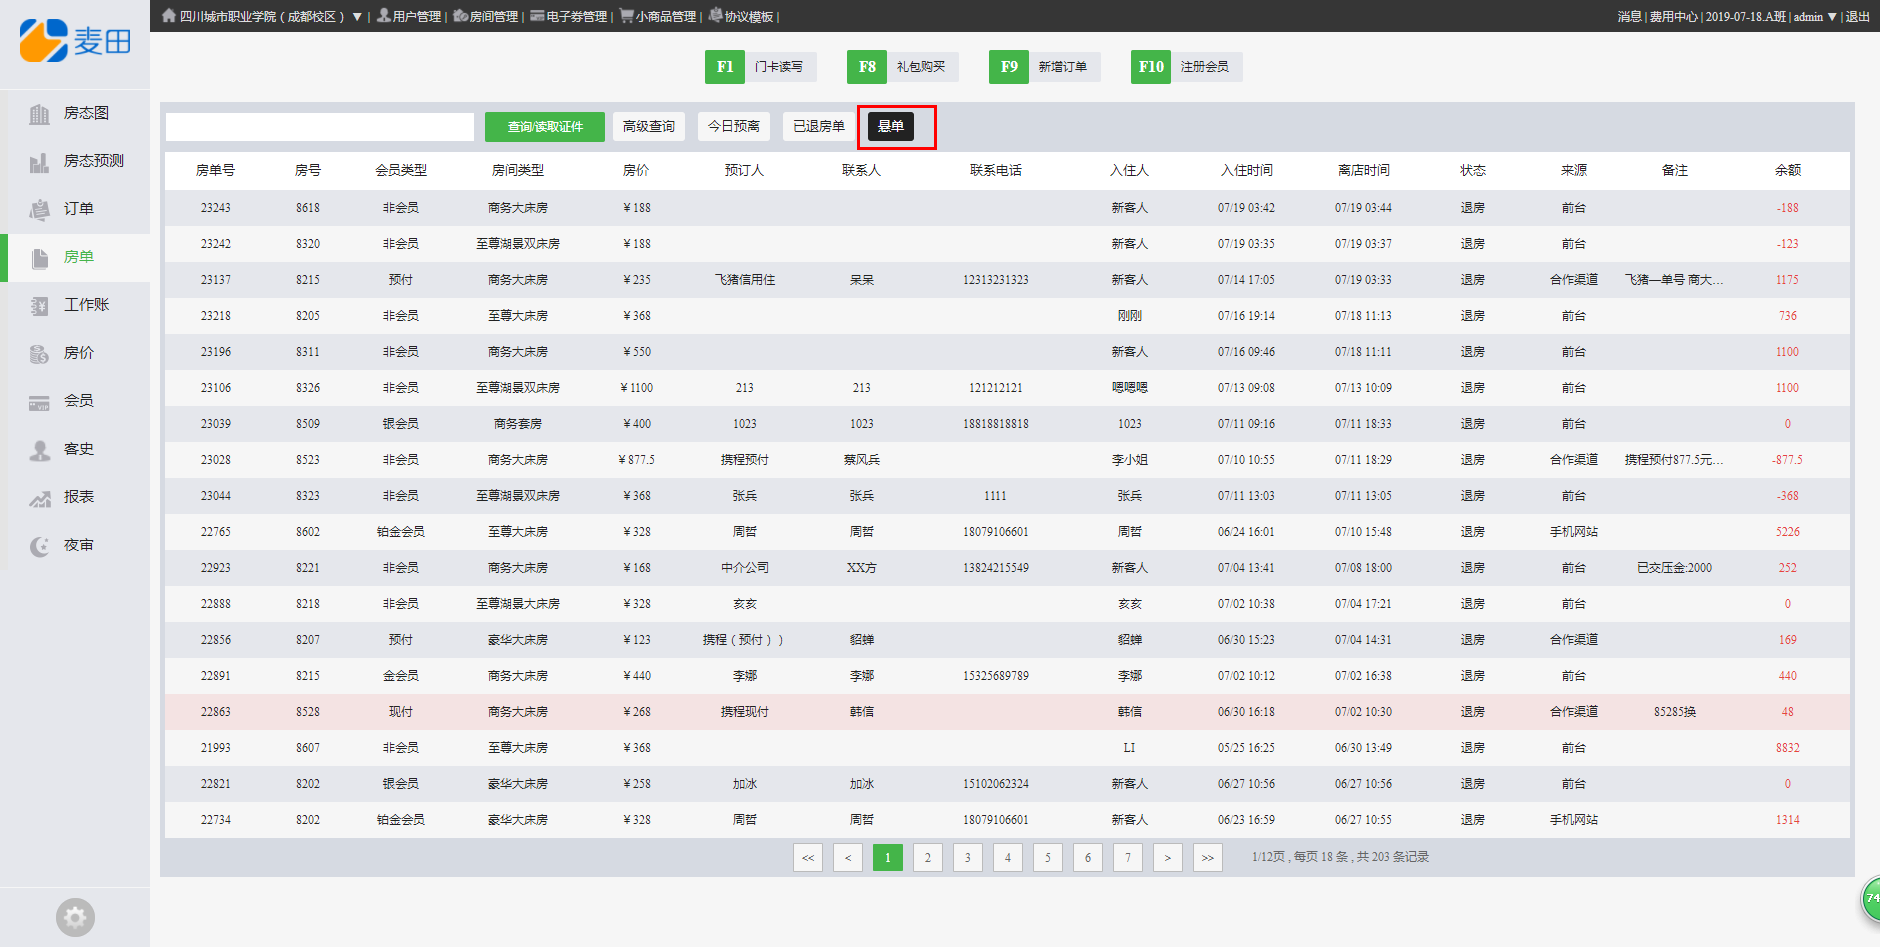 四川城市职业学院（成都校区） ▼ | 用户管理 | 房间管理 | 电子券管理 | 小商品管理 | 协议模板 |
消息 | 费用中心 | 2019-07-18.A班 | admin ▼ | 退出
麦田
F1 门卡读写 F8 礼包购买 F9 新增订单 F10 注册会员
房态图
房态预测
订单
房单
工作账
房价
会员
客史
报表
夜审
查询/读取证件 高级查询 今日预离 已退房单 悬单
房单号 房号 会员类型 房间类型 房价 预订人 联系人 联系电话 入住人 入住时间 离店时间 状态 来源 备注 余额
23243 8618 非会员 商务大床房 ¥ 188 新客人 07/19 03:42 07/19 03:44 退房 前台 -188
23242 8320 非会员 至尊湖景双床房 ¥ 188 新客人 07/19 03:35 07/19 03:37 退房 前台 -123
23137 8215 预付 商务大床房 ¥ 235 飞猪信用住 呆呆 12313231323 新客人 07/14 17:05 07/19 03:33 退房 合作渠道 飞猪—单号 商大... 1175
23218 8205 非会员 至尊大床房 ¥ 368 刚刚 07/16 19:14 07/18 11:13 退房 前台 736
23196 8311 非会员 商务大床房 ¥ 550 新客人 07/16 09:46 07/18 11:11 退房 前台 1100
23106 8326 非会员 至尊湖景双床房 ¥ 1100 213 213 121212121 嗯嗯嗯 07/13 09:08 07/13 10:09 退房 前台 1100
23039 8509 银会员 商务套房 ¥ 400 1023 1023 18818818818 1023 07/11 09:16 07/11 18:33 退房 前台 0
23028 8523 非会员 商务大床房 ¥ 877.5 携程预付 蔡风兵 李小姐 07/10 10:55 07/11 18:29 退房 合作渠道 携程预付877.5元... -877.5
23044 8323 非会员 至尊湖景双床房 ¥ 368 张兵 张兵 1111 张兵 07/11 13:03 07/11 13:05 退房 前台 -368
22765 8602 铂金会员 至尊大床房 ¥ 328 周哲 周哲 18079106601 周哲 06/24 16:01 07/10 15:48 退房 手机网站 5226
22923 8221 非会员 商务大床房 ¥ 168 中介公司 XX方 13824215549 新客人 07/04 13:41 07/08 18:00 退房 前台 已交压金:2000 252
22888 8218 非会员 至尊湖景大床房 ¥ 328 亥亥 亥亥 07/02 10:38 07/04 17:21 退房 前台 0
22856 8207 预付 豪华大床房 ¥ 123 携程（预付）） 貂蝉 貂蝉 06/30 15:23 07/04 14:31 退房 合作渠道 169
22891 8215 金会员 商务大床房 ¥ 440 李娜 李娜 15325689789 李娜 07/02 10:12 07/02 16:38 退房 前台 440
22863 8528 现付 商务大床房 ¥ 268 携程现付 韩信 韩信 06/30 16:18 07/02 10:30 退房 合作渠道 85285换 48
21993 8607 非会员 至尊大床房 ¥ 368 LI 05/25 16:25 06/30 13:49 退房 前台 8832
22821 8202 银会员 豪华大床房 ¥ 258 加冰 加冰 15102062324 新客人 06/27 10:56 06/27 10:56 退房 前台 0
22734 8202 铂金会员 豪华大床房 ¥ 328 周哲 周哲 18079106601 新客人 06/23 16:59 06/27 10:55 退房 手机网站 1314
<< < 1 2 3 4 5 6 7 > >> 1/12页 , 每页 18 条 , 共 203 条记录
74